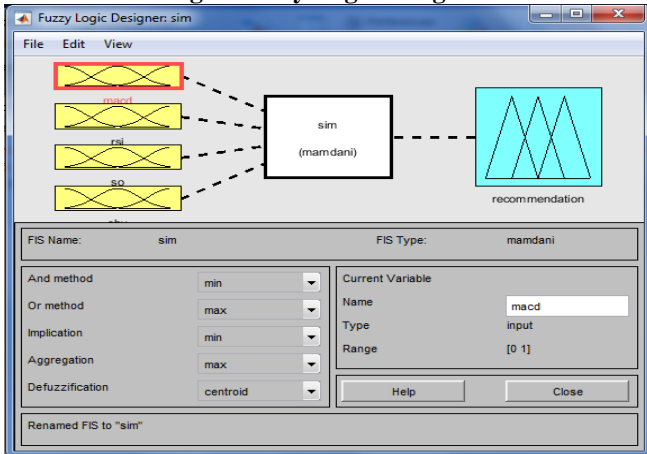 Fuzzy Logic Designer: sim
File Edit View
macd
rsi
so
sim
(mamdani)
recommendation
FIS Name: sim FIS Type: mamdani
And method min
Or method max
Implication min
Aggregation max
Defuzzification centroid
Current Variable
Name macd
Type input
Range [0 1]
Help Close
Renamed FIS to "sim"